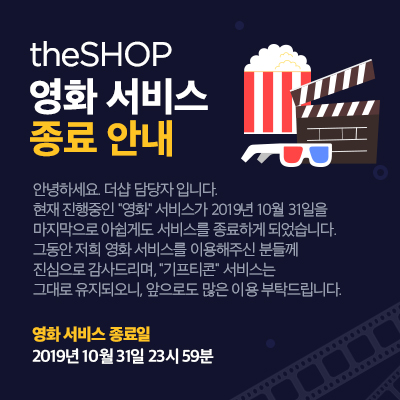 theSHOP
영화 서비스
종료 안내
안녕하세요. 더샵 담당자 입니다.
현재 진행중인 "영화" 서비스가 2019년 10월 31일을
마지막으로 아쉽게도 서비스를 종료하게 되었습니다.
그동안 저희 영화 서비스를 이용해주신 분들께
진심으로 감사드리며, "기프티콘" 서비스는
그대로 유지되오니, 앞으로도 많은 이용 부탁드립니다.
영화 서비스 종료일
2019년 10월 31일 23시 59분